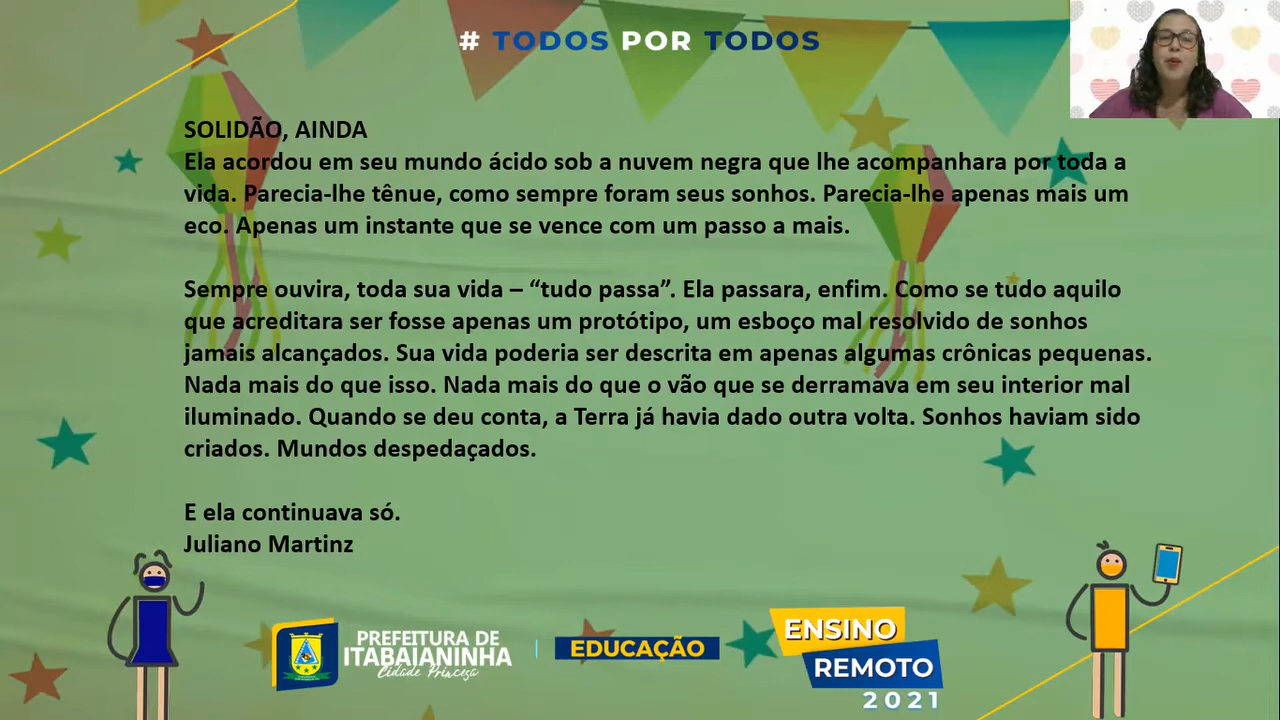 # TODOS POR TODOS
SOLIDÃO, AINDA
Ela acordou em seu mundo ácido sob a nuvem negra que lhe acompanhara por toda a
vida. Parecia-lhe tênue, como sempre foram seus sonhos. Parecia-lhe apenas mais um
eco. Apenas um instante que se vence com um passo a mais.
Sempre ouvira, toda sua vida – “tudo passa”. Ela passara, enfim. Como se tudo aquilo
que acreditara ser fosse apenas um protótipo, um esboço mal resolvido de sonhos
jamais alcançados. Sua vida poderia ser descrita em apenas algumas crônicas pequenas.
Nada mais do que isso. Nada mais do que o vão que se derramava em seu interior mal
iluminado. Quando se deu conta, a Terra já havia dado outra volta. Sonhos haviam sido
criados. Mundos despedaçados.
E ela continuava só.
Juliano Martinz
PREFEITURA DE
ITABAIANINHA
Cidade Princesa
EDUCAÇÃO
ENSINO
REMOTO
2021